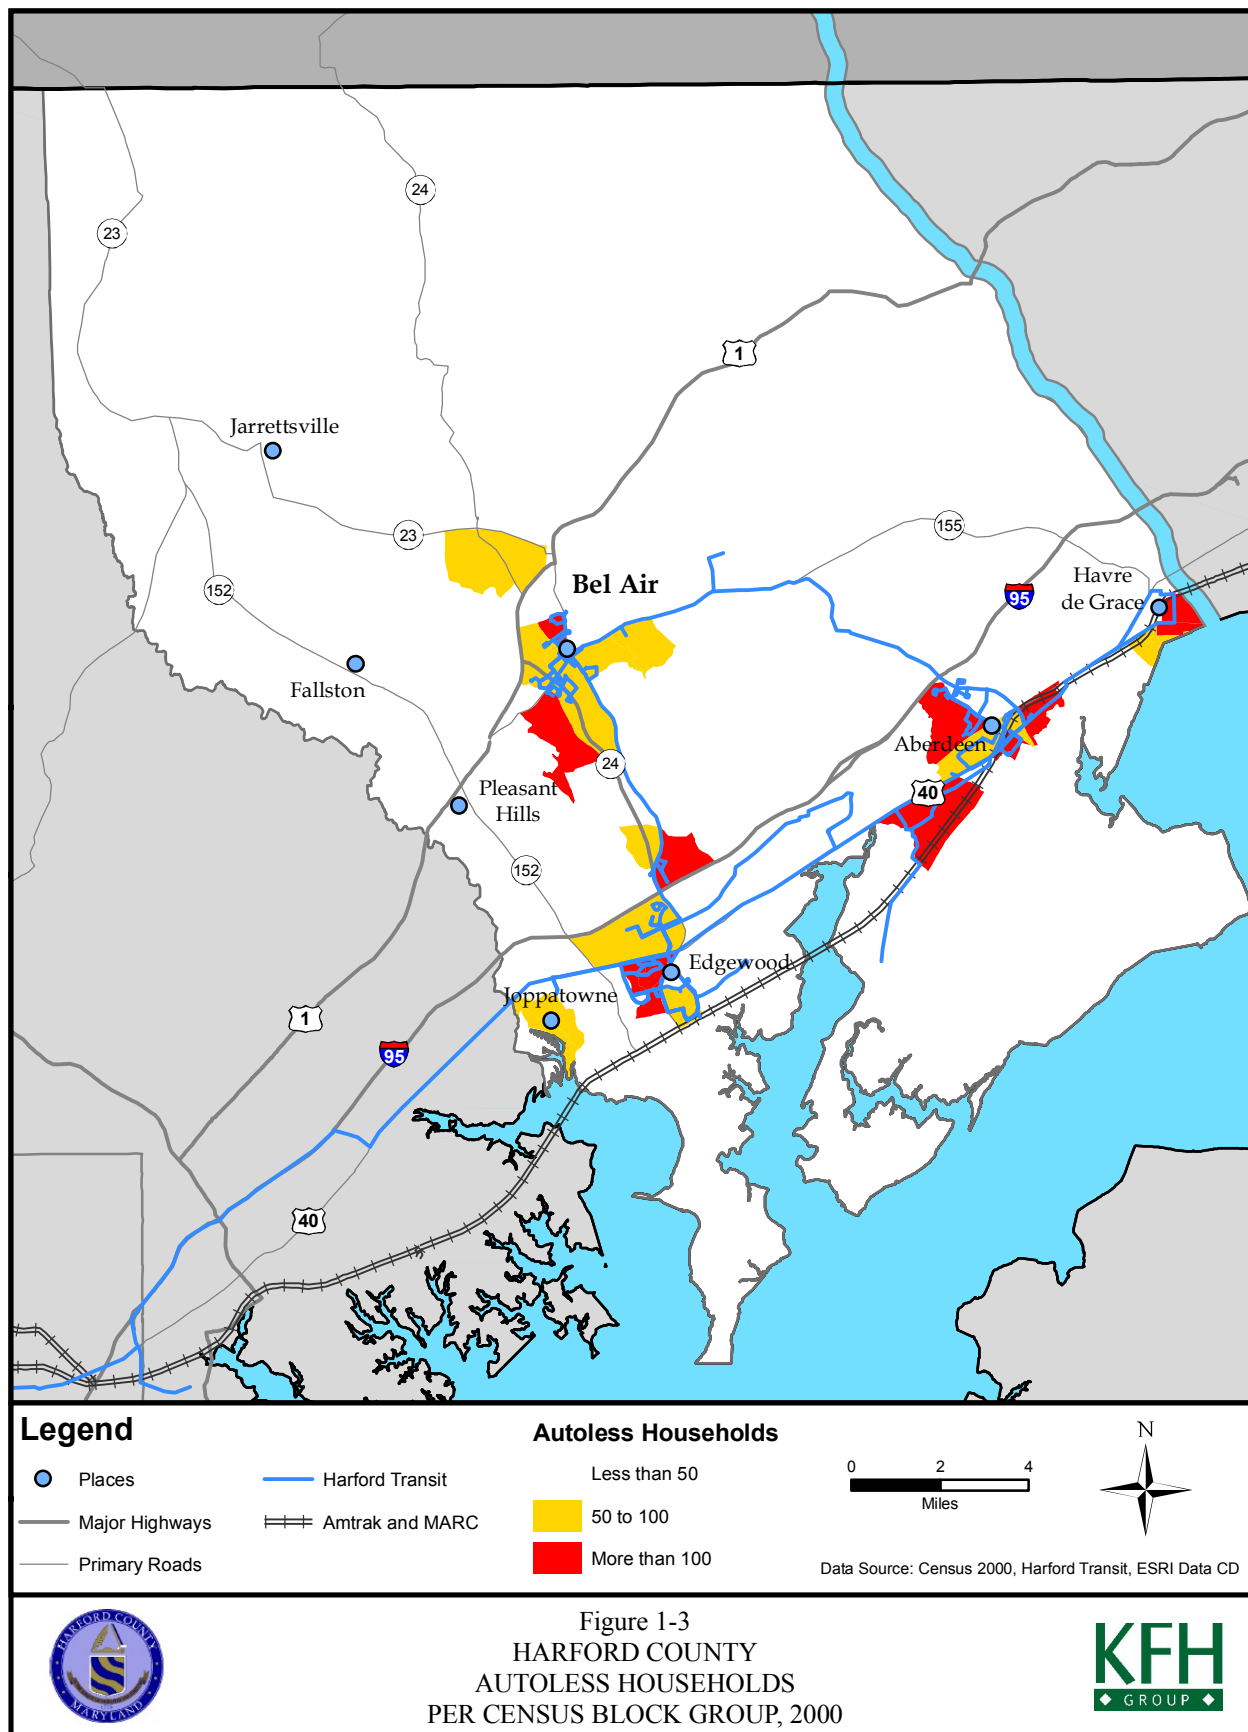 24
23
1
Jarrettsville
23
155
Bel Air
Havre
de Grace
95
152
Fallston
Aberdeen
24
Pleasant
Hills
40
152
Edgewood
Joppatowne
1
95
40
Legend
Places
Major Highways
Primary Roads
Harford Transit
Amtrak and MARC
Autoless Households
Less than 50
50 to 100
More than 100
0 2 4
Miles
N
Data Source: Census 2000, Harford Transit, ESRI Data CD
HARFORD COUNTY
MARYLAND
Figure 1-3
HARFORD COUNTY
AUTOLESS HOUSEHOLDS
PER CENSUS BLOCK GROUP, 2000
KFH
GROUP